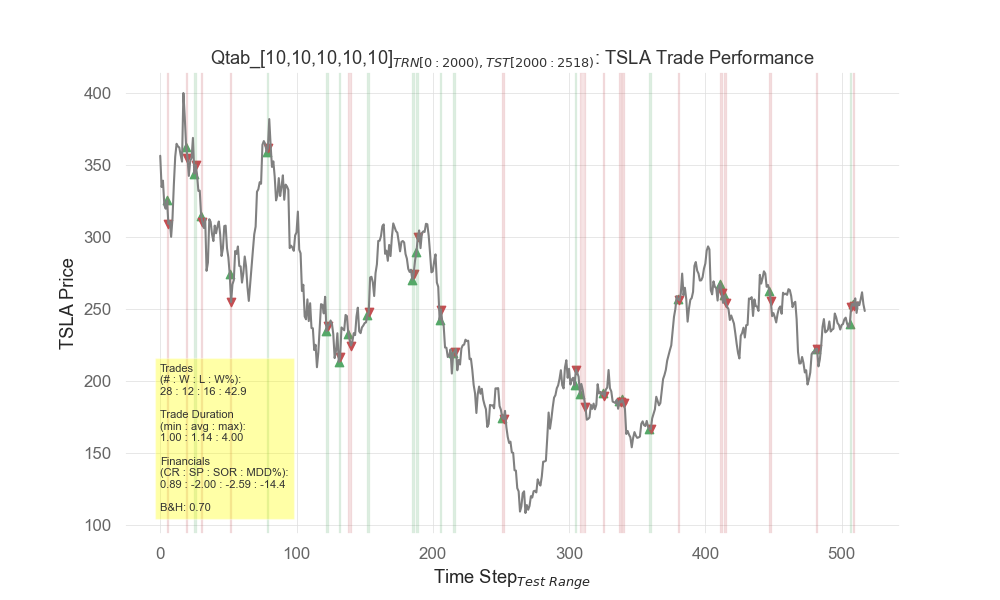 Qtab_[10,10,10,10,10]TRN[0 : 2000), TST[2000 : 2518): TSLA Trade Performance
400
350
300
250
200
150
100
TSLA Price
Trades
(# : W : L : W%):
28 : 12 : 16 : 42.9
Trade Duration
(min : avg : max):
1.00 : 1.14 : 4.00
Financials
(CR : SP : SOR : MDD%):
0.89 : -2.00 : -2.59 : -14.4
B&H: 0.70
0 100 200 300 400 500
Time StepTest Range